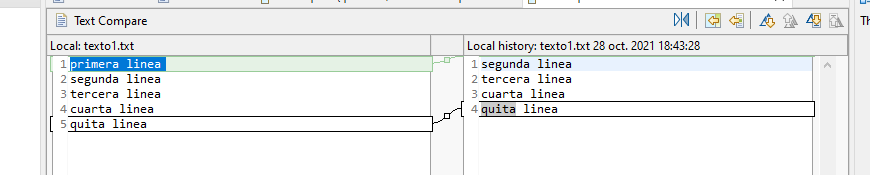 Text Compare
Th
Local: texto1.txt
Local history: texto1.txt 28 oct. 2021 18:43:28
1 primera linea
2 segunda linea
3 tercera linea
4 cuarta linea
5 quita linea
1 segunda linea
2 tercera linea
3 cuarta linea
4 quita linea